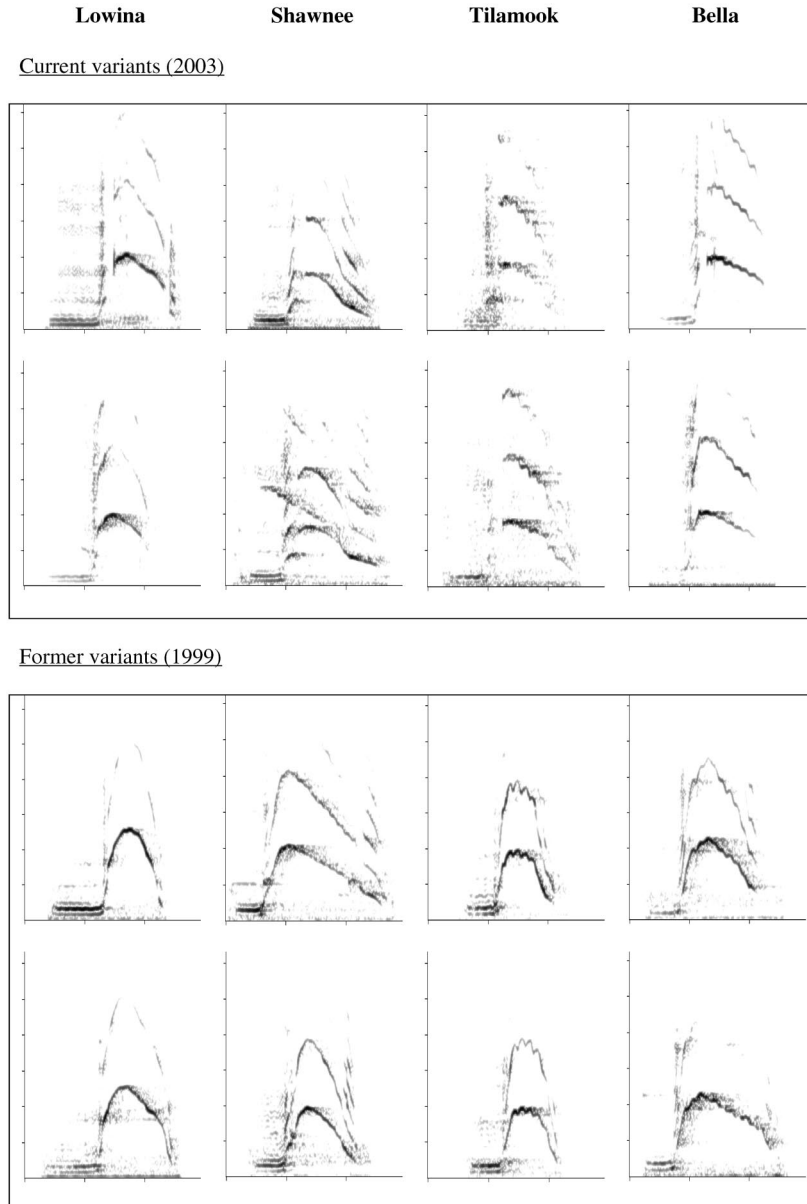 Lowina Shawnee Tilamook Bella
Current variants (2003)
Former variants (1999)